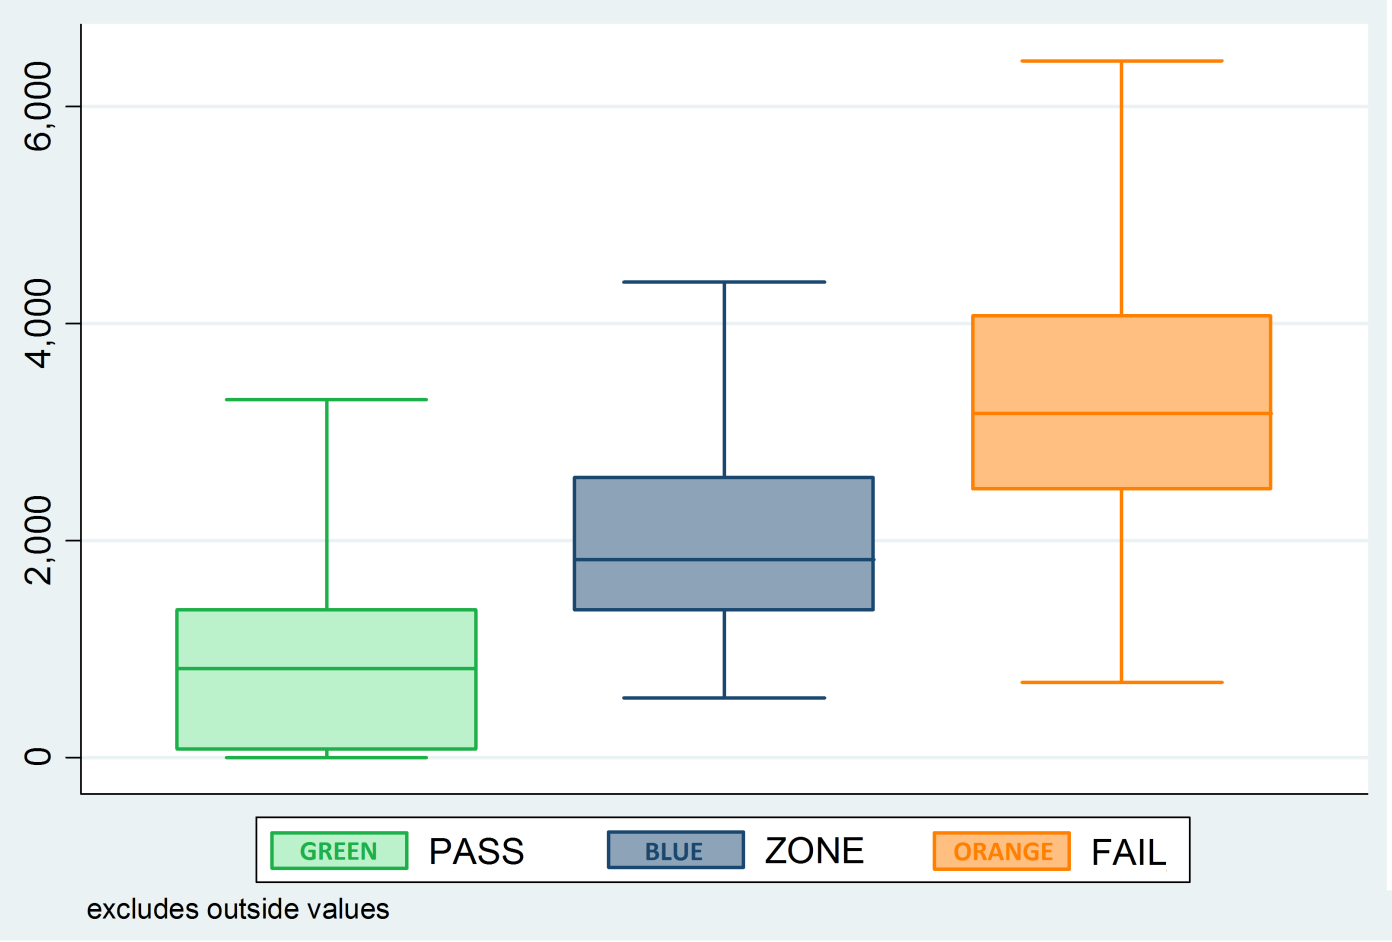 6,000
4,000
2,000
0
GREEN PASS BLUE ZONE ORANGE FAIL
excludes outside values